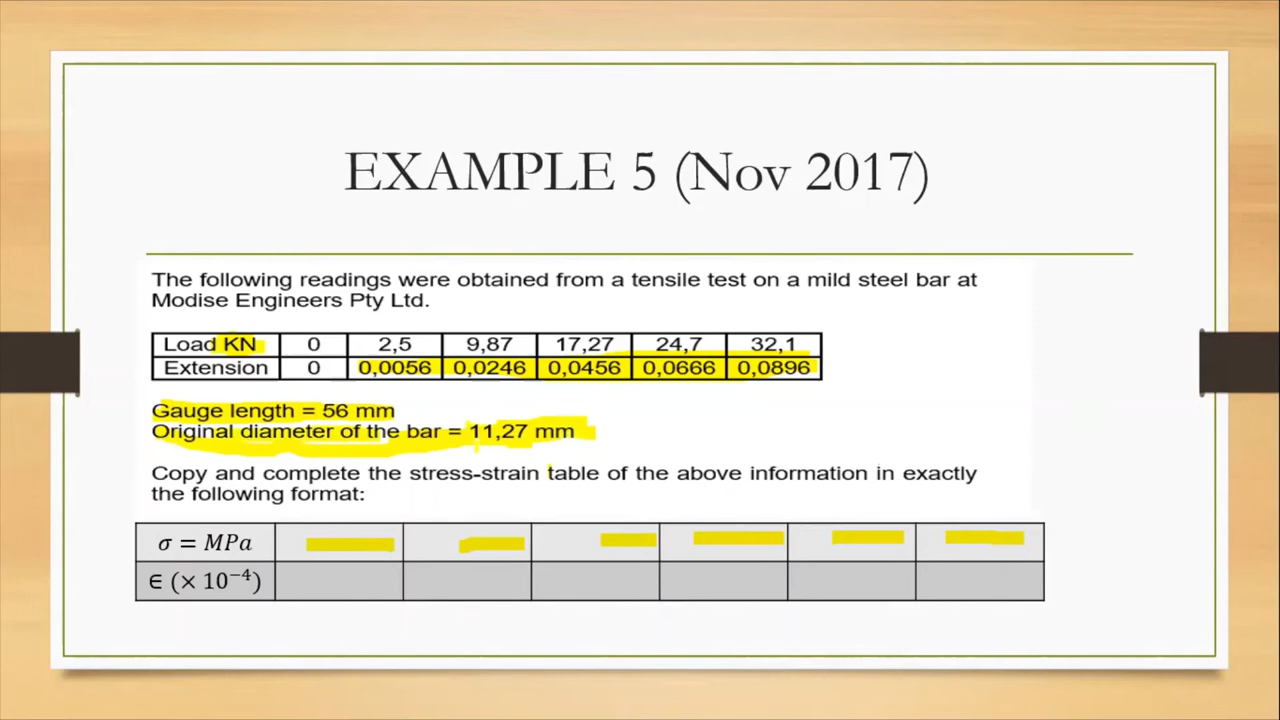 EXAMPLE 5 (Nov 2017)
The following readings were obtained from a tensile test on a mild steel bar at
Modise Engineers Pty Ltd.
Load KN 0 2,5 9,87 17,27 24,7 32,1
Extension 0 0,0056 0,0246 0,0456 0,0666 0,0896
Gauge length = 56 mm
Original diameter of the bar = 11,27 mm
Copy and complete the stress-strain table of the above information in exactly
the following format:
σ = MPa
∈ (× 10⁻⁴)